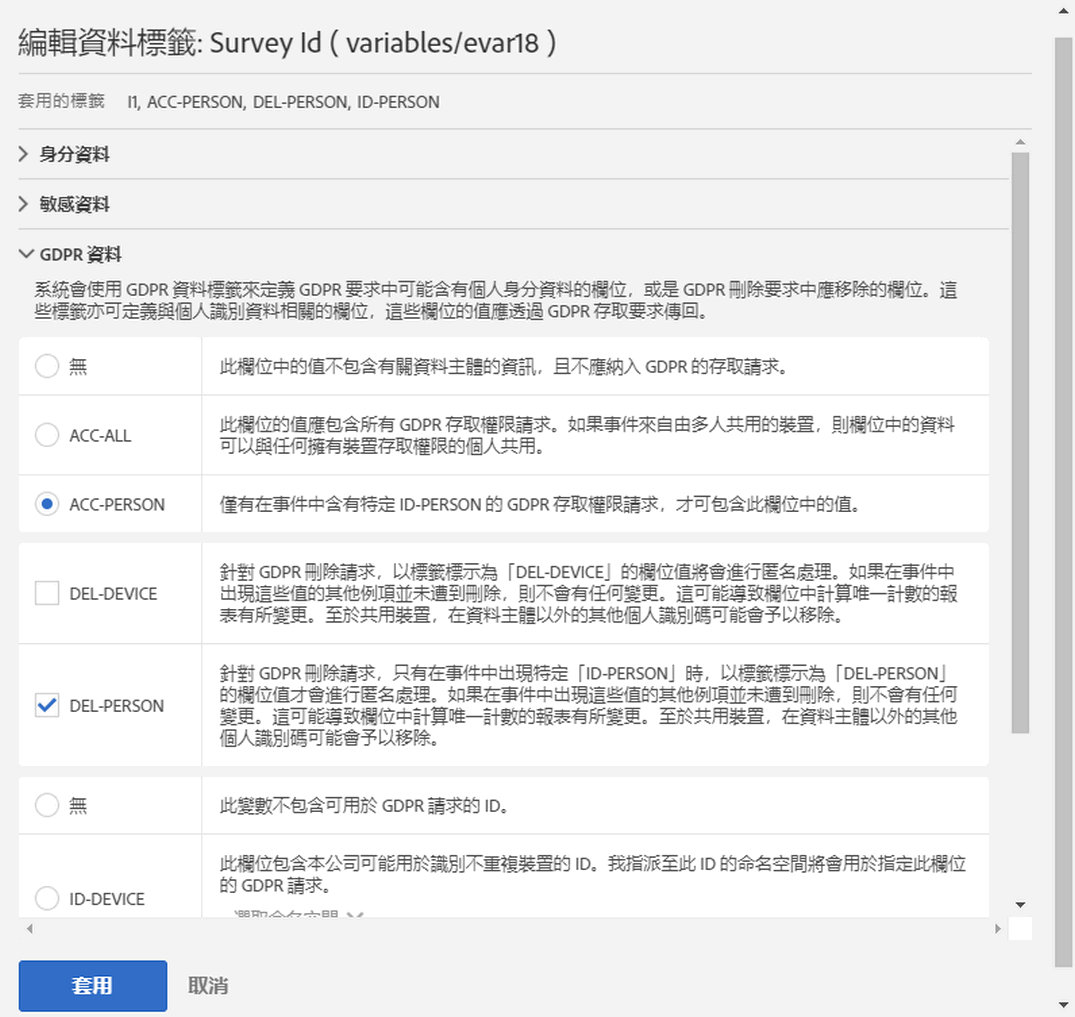 編輯資料標籤: Survey Id ( variables/evar18 )
套用的標籤 I1, ACC-PERSON, DEL-PERSON, ID-PERSON
身分資料
敏感資料
GDPR 資料
系統會使用 GDPR 資料標籤來定義 GDPR 要求中可能含有個人身分資料的欄位，或是 GDPR 刪除要求中應移除的欄位。這
些標籤亦可定義與個人識別資料相關的欄位，這些欄位的值應透過 GDPR 存取要求傳回。
無
此欄位中的值不包含有關資料主體的資訊，且不應納入 GDPR 的存取請求。
ACC-ALL
此欄位的值應包含所有 GDPR 存取權限請求。如果事件來自由多人共用的裝置，則欄位中的資料
可以與任何擁有裝置存取權限的個人共用。
ACC-PERSON
僅有在事件中含有特定 ID-PERSON 的 GDPR 存取權限請求，才可包含此欄位中的值。
DEL-DEVICE
針對 GDPR 刪除請求，以標籤標示為「DEL-DEVICE」的欄位值將會進行匿名處理。如果在事件中
出現這些值的其他例項並未遭到刪除，則不會有任何變更。這可能導致欄位中計算唯一計數的報
表有所變更。至於共用裝置，在資料主體以外的其他個人識別碼可能會予以移除。
DEL-PERSON
針對 GDPR 刪除請求，只有在事件中出現特定「ID-PERSON」時，以標籤標示為「DEL-PERSON」
的欄位值才會進行匿名處理。如果在事件中出現這些值的其他例項並未遭到刪除，則不會有任何
變更。這可能導致欄位中計算唯一計數的報表有所變更。至於共用裝置，在資料主體以外的其他
個人識別碼可能會予以移除。
無
此變數不包含可用於 GDPR 請求的 ID。
ID-DEVICE
此欄位包含本公司可能用於識別不重複裝置的 ID。我指派至此 ID 的命名空間將會用於指定此欄位
的 GDPR 請求。
選取命名空間
套用
取消